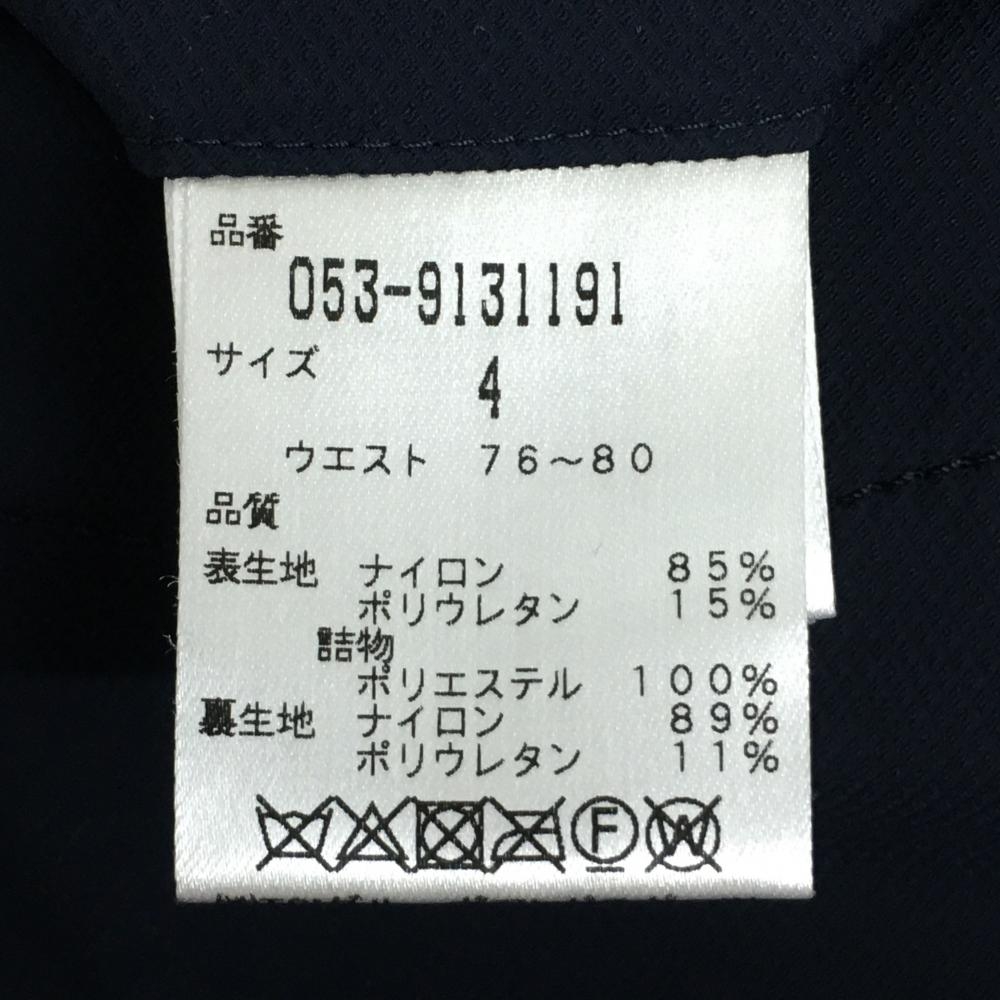 品番
053-9131191
サイズ
4
ウエスト 76~80
品質
表生地 ナイロン 85%
ポリウレタン 15%
詰物
ポリエステル 100%
裏生地 ナイロン 89%
ポリウレタン 11%
F W